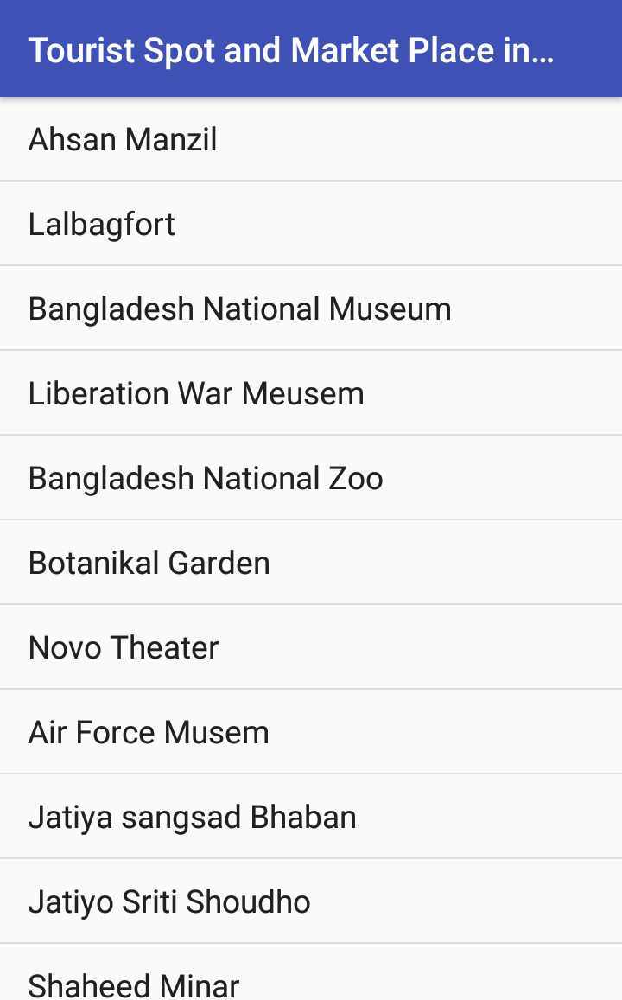 Tourist Spot and Market Place in...
Ahsan Manzil
Lalbagfort
Bangladesh National Museum
Liberation War Meusem
Bangladesh National Zoo
Botanikal Garden
Novo Theater
Air Force Musem
Jatiya sangsad Bhaban
Jatiyo Sriti Shoudho
Shaheed Minar